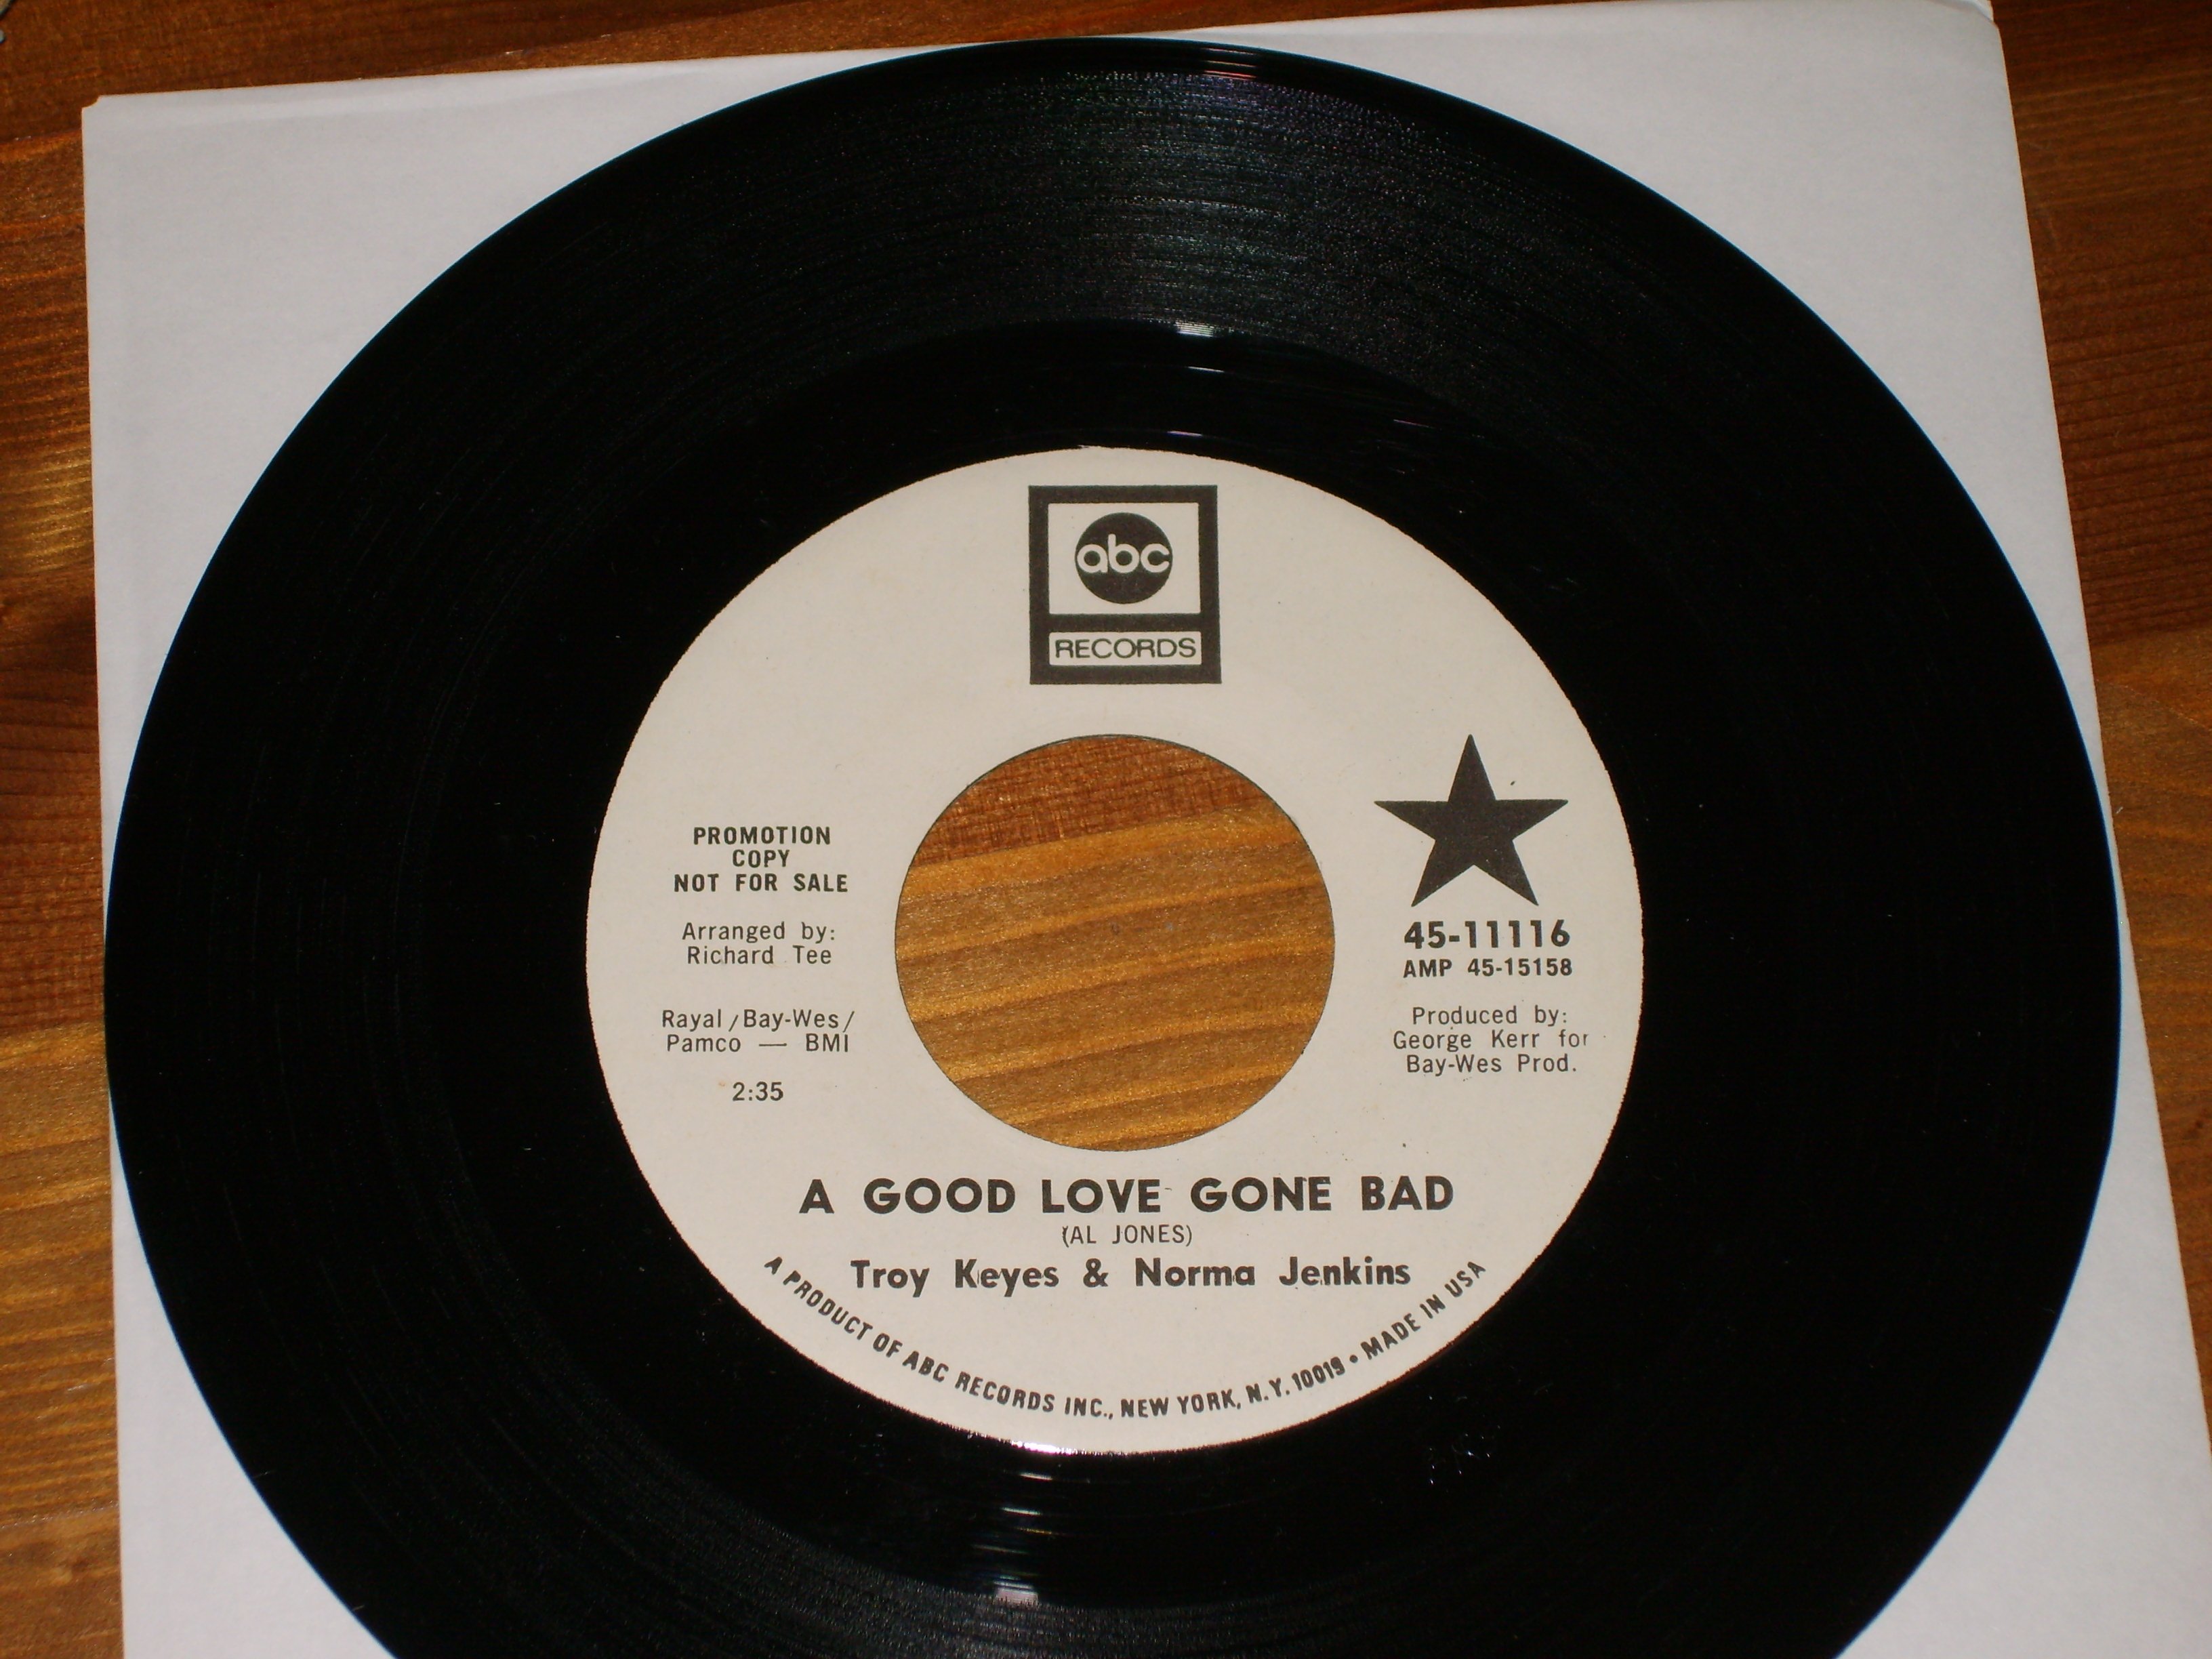 abc
RECORDS
PROMOTION
COPY
NOT FOR SALE
Arranged by:
Richard Tee
Rayal/Bay-Wes/
Pamco — BMI
2:35
45-11116
AMP 45-15158
Produced by:
George Kerr for
Bay-Wes Prod.
A GOOD LOVE GONE BAD
(AL JONES)
Troy Keyes & Norma Jenkins
A PRODUCT OF ABC RECORDS INC., NEW YORK, N.Y. 10019 • MADE IN USA